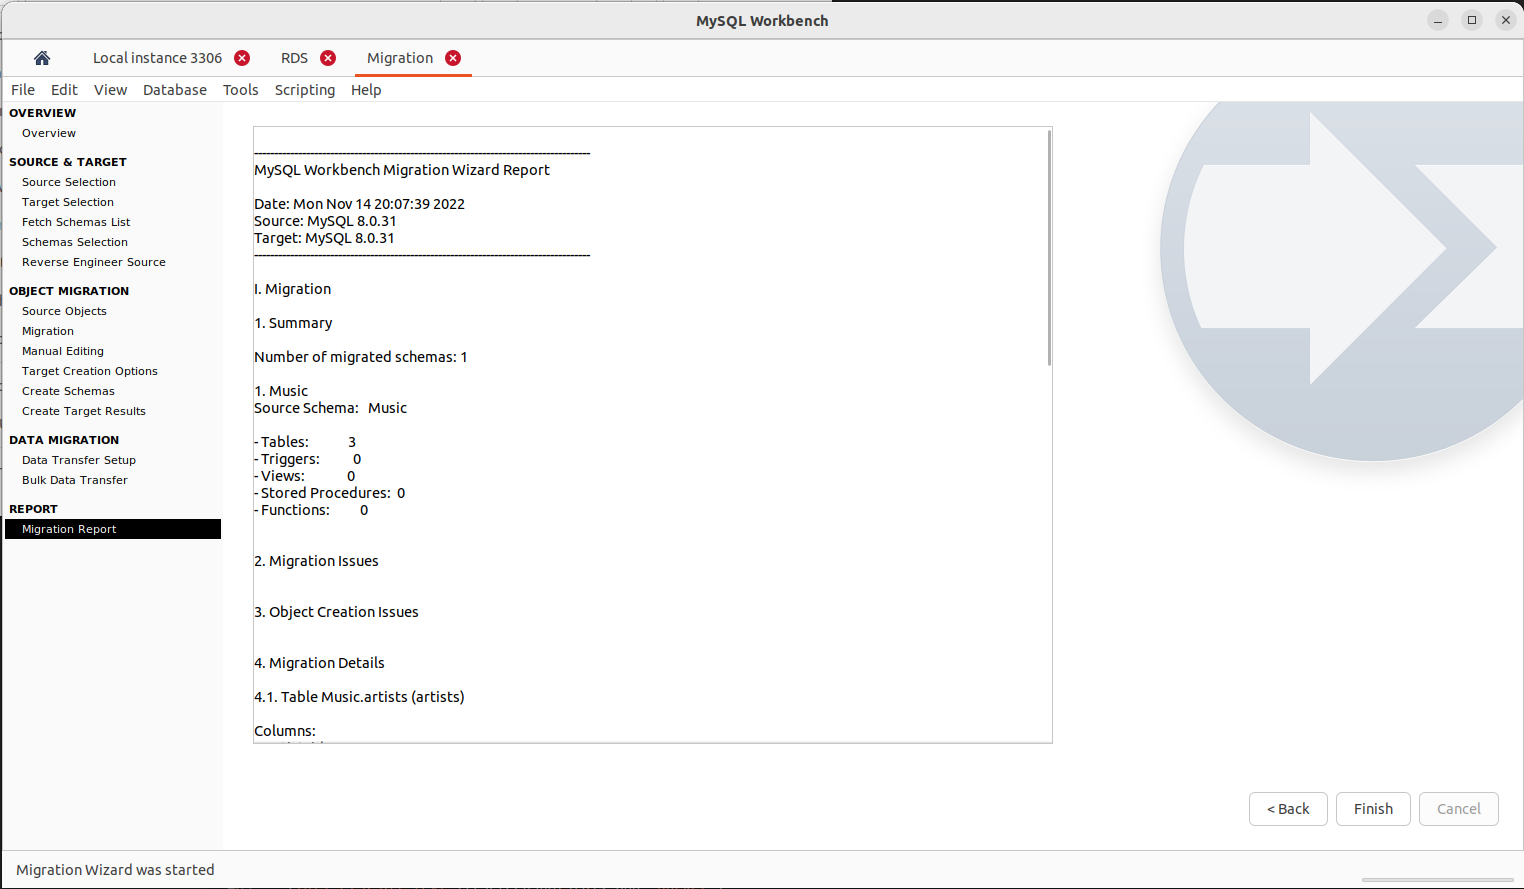 MySQL Workbench
Local instance 3306 RDS Migration
File Edit View Database Tools Scripting Help
OVERVIEW
Overview
SOURCE & TARGET
Source Selection
Target Selection
Fetch Schemas List
Schemas Selection
Reverse Engineer Source
OBJECT MIGRATION
Source Objects
Migration
Manual Editing
Target Creation Options
Create Schemas
Create Target Results
DATA MIGRATION
Data Transfer Setup
Bulk Data Transfer
REPORT
Migration Report
------------------------------------------------------------------------------------
MySQL Workbench Migration Wizard Report
Date: Mon Nov 14 20:07:39 2022
Source: MySQL 8.0.31
Target: MySQL 8.0.31
------------------------------------------------------------------------------------
I. Migration
1. Summary
Number of migrated schemas: 1
1. Music
Source Schema: Music
- Tables: 3
- Triggers: 0
- Views: 0
- Stored Procedures: 0
- Functions: 0
2. Migration Issues
3. Object Creation Issues
4. Migration Details
4.1. Table Music.artists (artists)
Columns:
< Back Finish Cancel
Migration Wizard was started